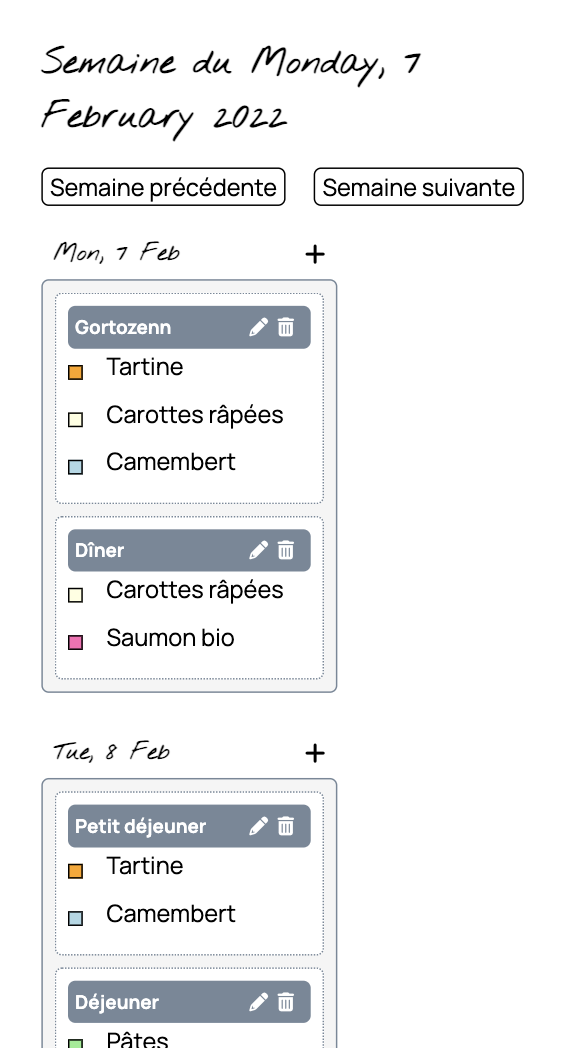 Semaine du Monday, 7
February 2022
Semaine précédente Semaine suivante
Mon, 7 Feb +
Gortozenn
Tartine
Carottes râpées
Camembert
Dîner
Carottes râpées
Saumon bio
Tue, 8 Feb +
Petit déjeuner
Tartine
Camembert
Déjeuner
Pâtes